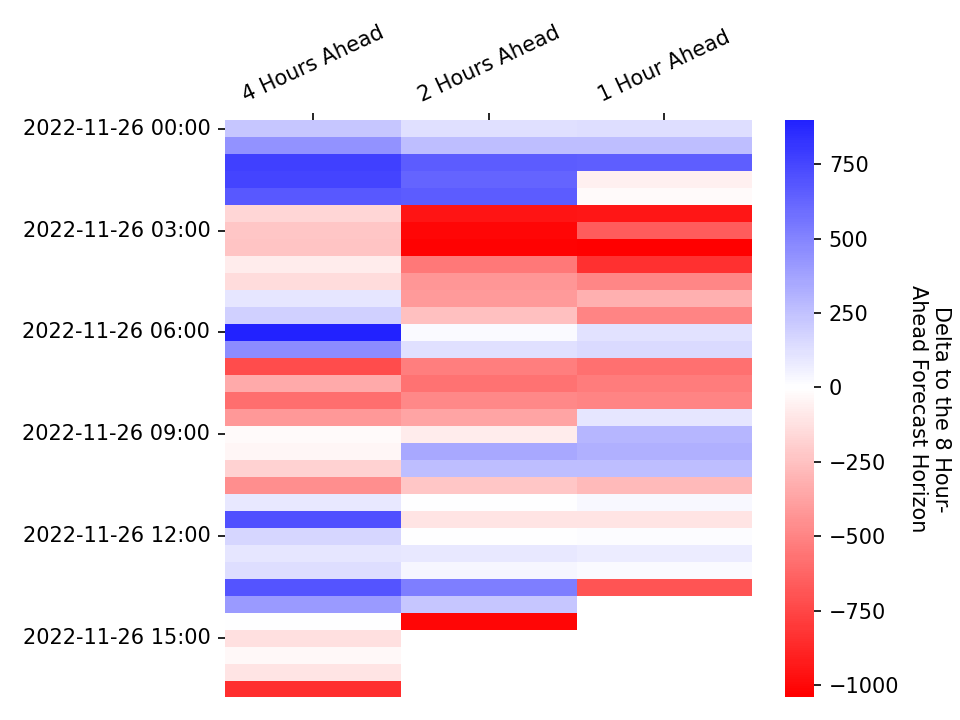 4 Hours Ahead
2 Hours Ahead
1 Hour Ahead
2022-11-26 00:00
2022-11-26 03:00
2022-11-26 06:00
2022-11-26 09:00
2022-11-26 12:00
2022-11-26 15:00
750
500
250
0
−250
−500
−750
−1000
Delta to the 8 Hour-
Ahead Forecast Horizon